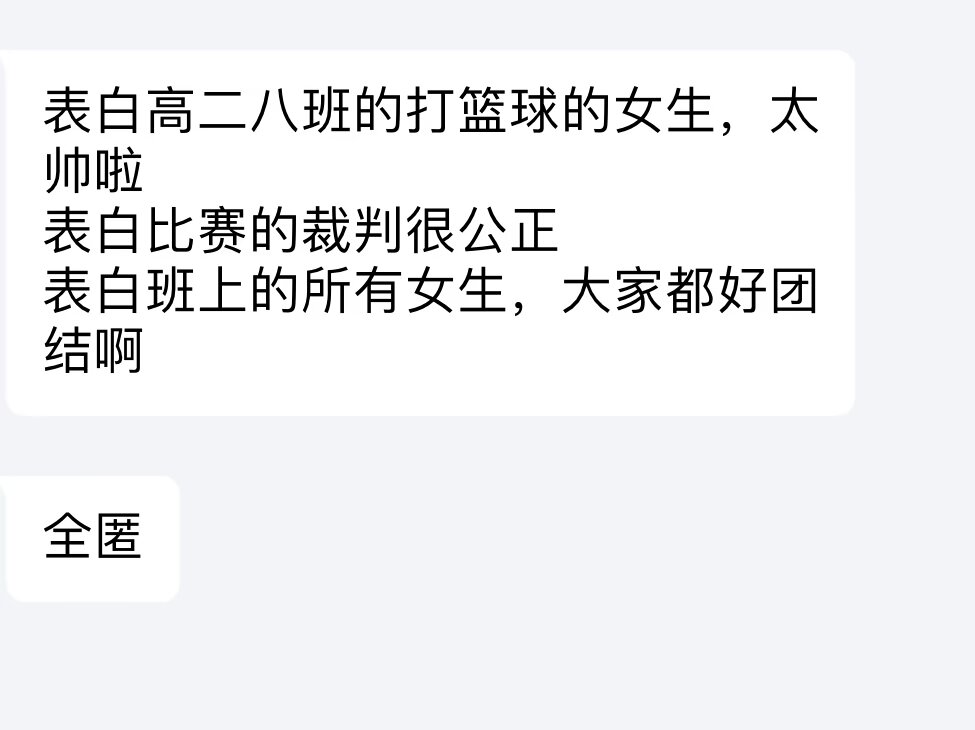 表白高二八班的打篮球的女生，太
帅啦
表白比赛的裁判很公正
表白班上的所有女生，大家都好团
结啊
全匿